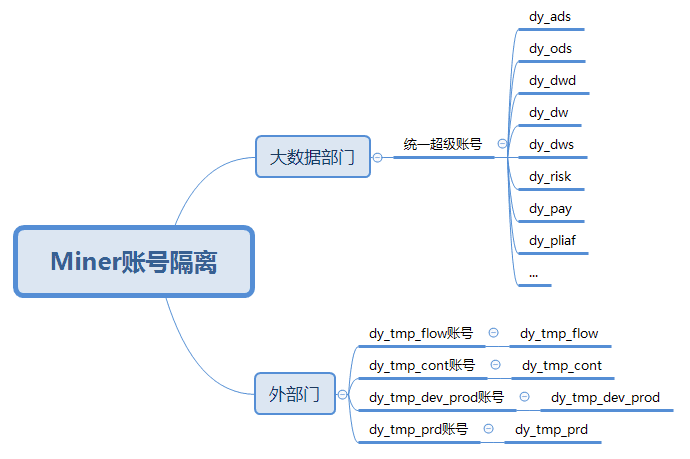 Miner账号隔离
大数据部门
统一超级账号
dy_ads
dy_ods
dy_dwd
dy_dw
dy_dws
dy_risk
dy_pay
dy_pliaf
...
外部门
dy_tmp_flow账号
dy_tmp_flow
dy_tmp_cont账号
dy_tmp_cont
dy_tmp_dev_prod账号
dy_tmp_dev_prod
dy_tmp_prd账号
dy_tmp_prd